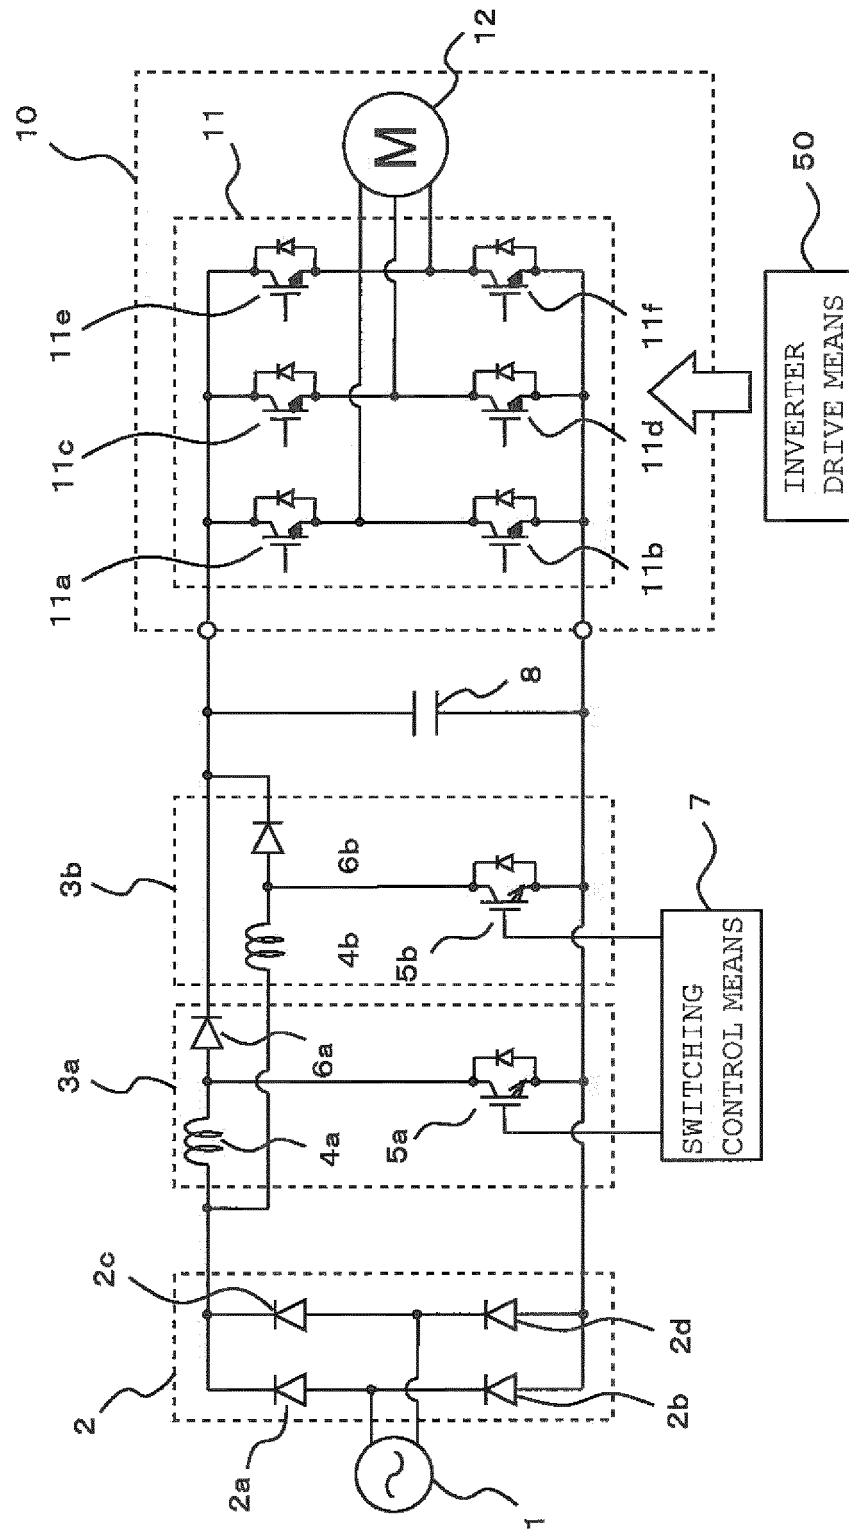 10
2
3a
3b
11a
11c
11e
2c
11
2a
4a
6a
4b
6b
1
5a
5b
8
M
12
2b
2d
11b
11d
11f
SWITCHING
CONTROL MEANS
7
INVERTER
DRIVE MEANS
50